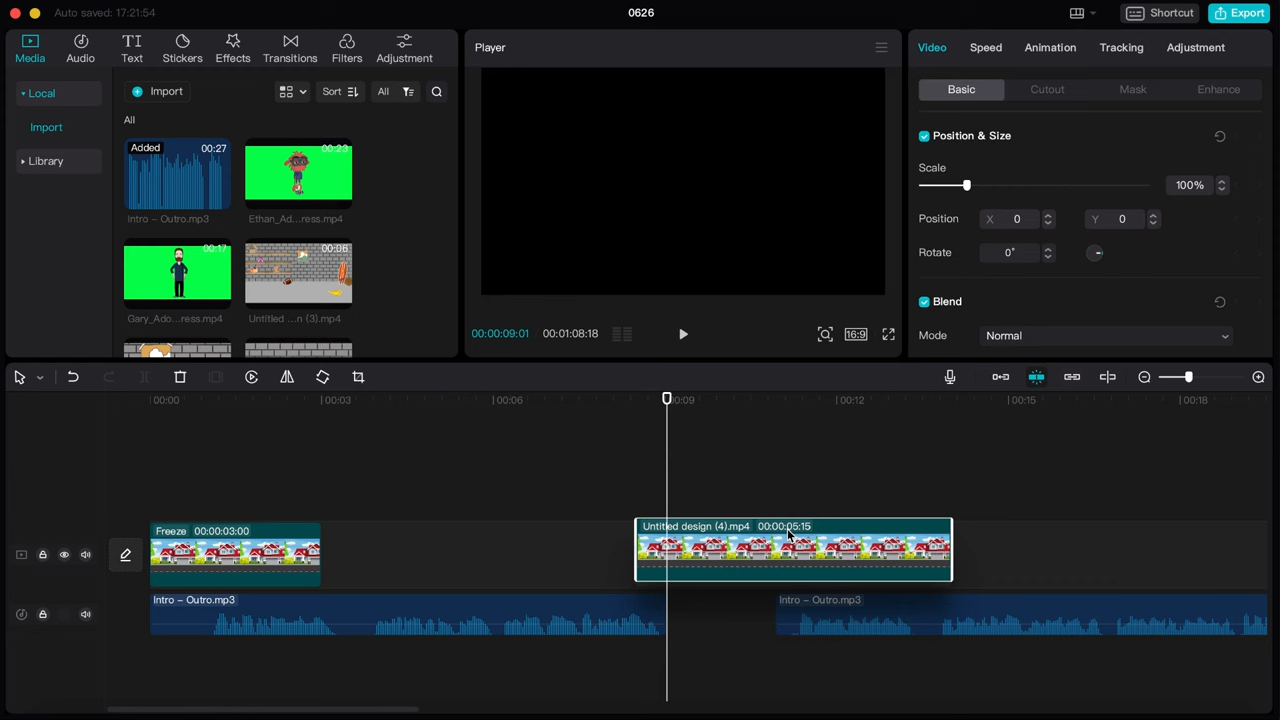 Auto saved: 17:21:54
0626
Shortcut
Export
Media
Audio
Text
Stickers
Effects
Transitions
Filters
Adjustment
Player
Video
Speed
Animation
Tracking
Adjustment
Local
Import
Library
Import
Sort
All
All
Added
00:27
Intro – Outro.mp3
00:23
Ethan_Ad...ress.mp4
00:17
Gary_Ado...ress.mp4
00:06
Untitled ...n (3).mp4
00:00:09:01
00:01:08:18
16:9
Basic
Cutout
Mask
Enhance
Position & Size
Scale
100%
Position
X
0
Y
0
Rotate
0°
Blend
Mode
Normal
00:00
00:03
00:06
00:09
00:12
00:15
00:18
Freeze 00:00:03:00
Untitled design (4).mp4 00:00:05:15
Intro – Outro.mp3
Intro – Outro.mp3